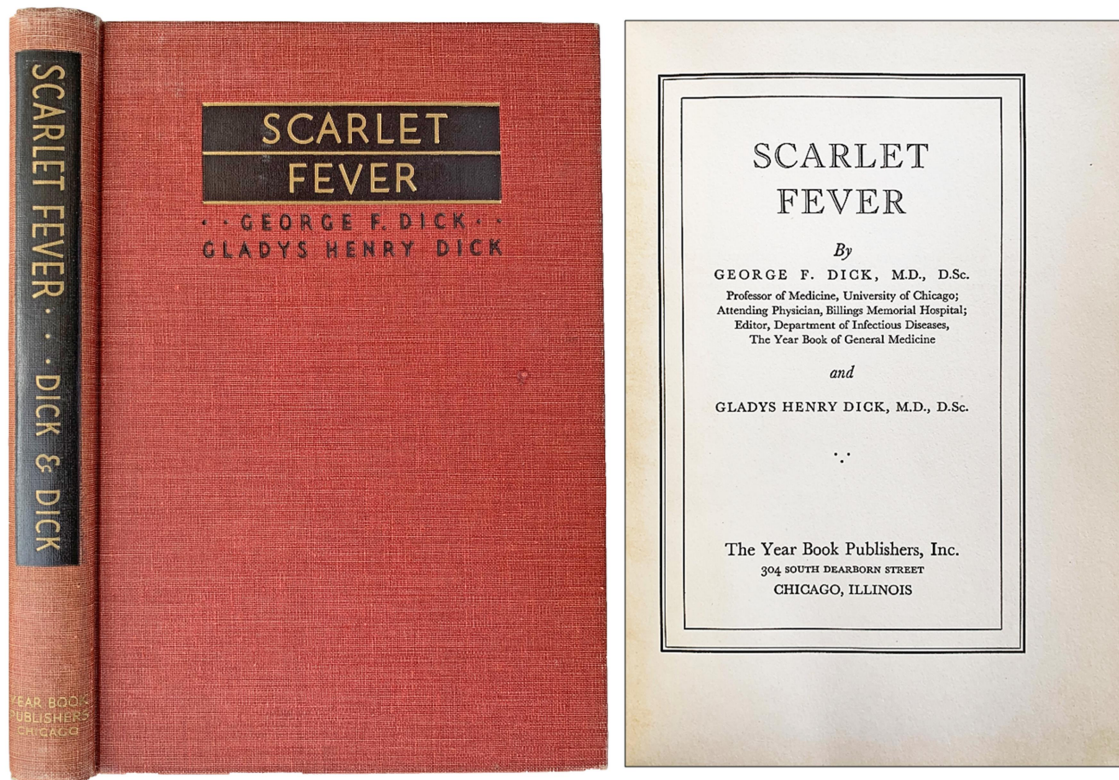 SCARLET FEVER · · · DICK & DICK
YEAR BOOK
PUBLISHERS
CHICAGO
SCARLET
FEVER
· · GEORGE F. DICK · ·
GLADYS HENRY DICK
SCARLET
FEVER
By
GEORGE F. DICK, M.D., D.Sc.
Professor of Medicine, University of Chicago;
Attending Physician, Billings Memorial Hospital;
Editor, Department of Infectious Diseases,
The Year Book of General Medicine
and
GLADYS HENRY DICK, M.D., D.Sc.
The Year Book Publishers, Inc.
304 SOUTH DEARBORN STREET
CHICAGO, ILLINOIS